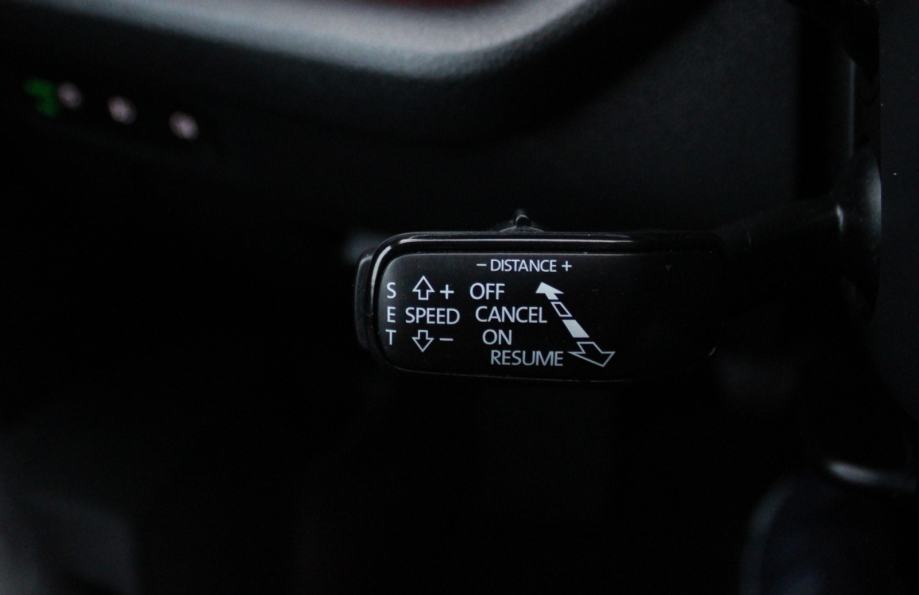 - DISTANCE +
S + OFF
E SPEED CANCEL
T - ON
RESUME